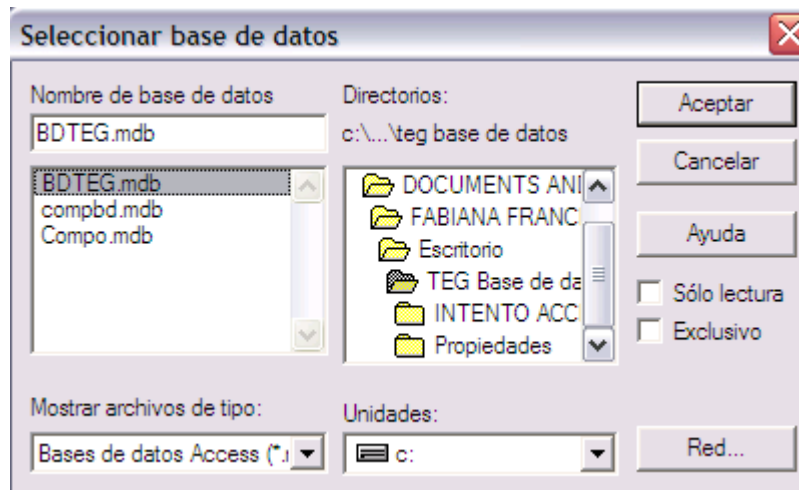 Seleccionar base de datos
Nombre de base de datos
BDTEG.mdb
BDTEG.mdb
compbd.mdb
Compo.mdb
Mostrar archivos de tipo:
Bases de datos Access (*.
Directorios:
c:\...\teg base de datos
DOCUMENTS AN
FABIANA FRANC
Escritorio
TEG Base de da
INTENTO ACC
Propiedades
Unidades:
c:
Aceptar
Cancelar
Ayuda
Sólo lectura
Exclusivo
Red...